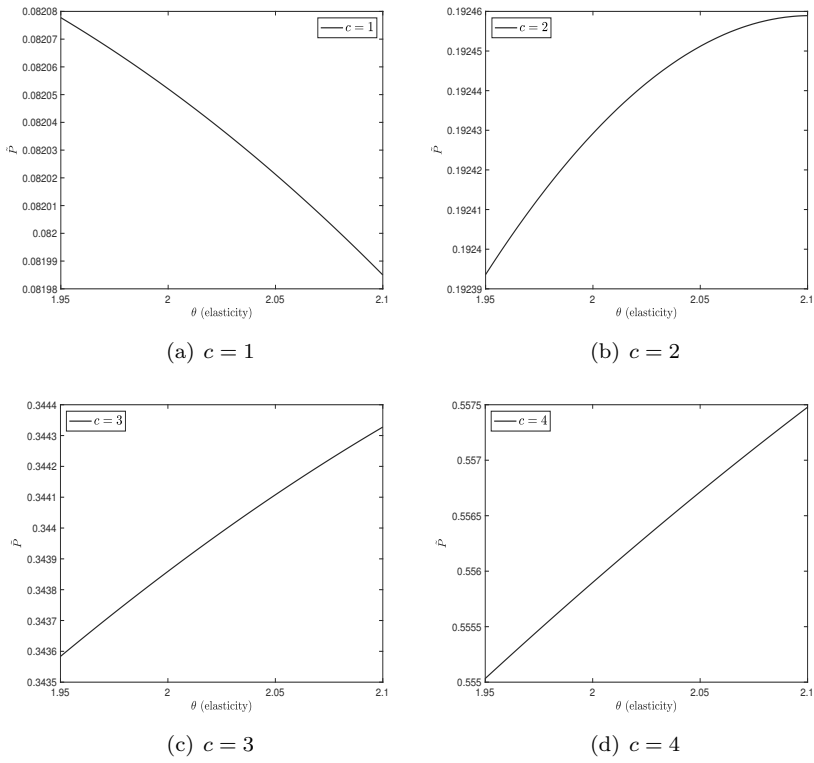 0.08208
0.08207
0.08206
0.08205
0.08204
0.08203
0.08202
0.08201
0.082
0.08199
0.08198
P̃
1.95 2 2.05 2.1
θ (elasticity)
c = 1
(a) c = 1
0.19246
0.19245
0.19244
0.19243
0.19242
0.19241
0.1924
0.19239
P̃
1.95 2 2.05 2.1
θ (elasticity)
c = 2
(b) c = 2
0.3444
0.3443
0.3442
0.3441
0.344
0.3439
0.3438
0.3437
0.3436
0.3435
P̃
1.95 2 2.05 2.1
θ (elasticity)
c = 3
(c) c = 3
0.5575
0.557
0.5565
0.556
0.5555
0.555
P̃
1.95 2 2.05 2.1
θ (elasticity)
c = 4
(d) c = 4